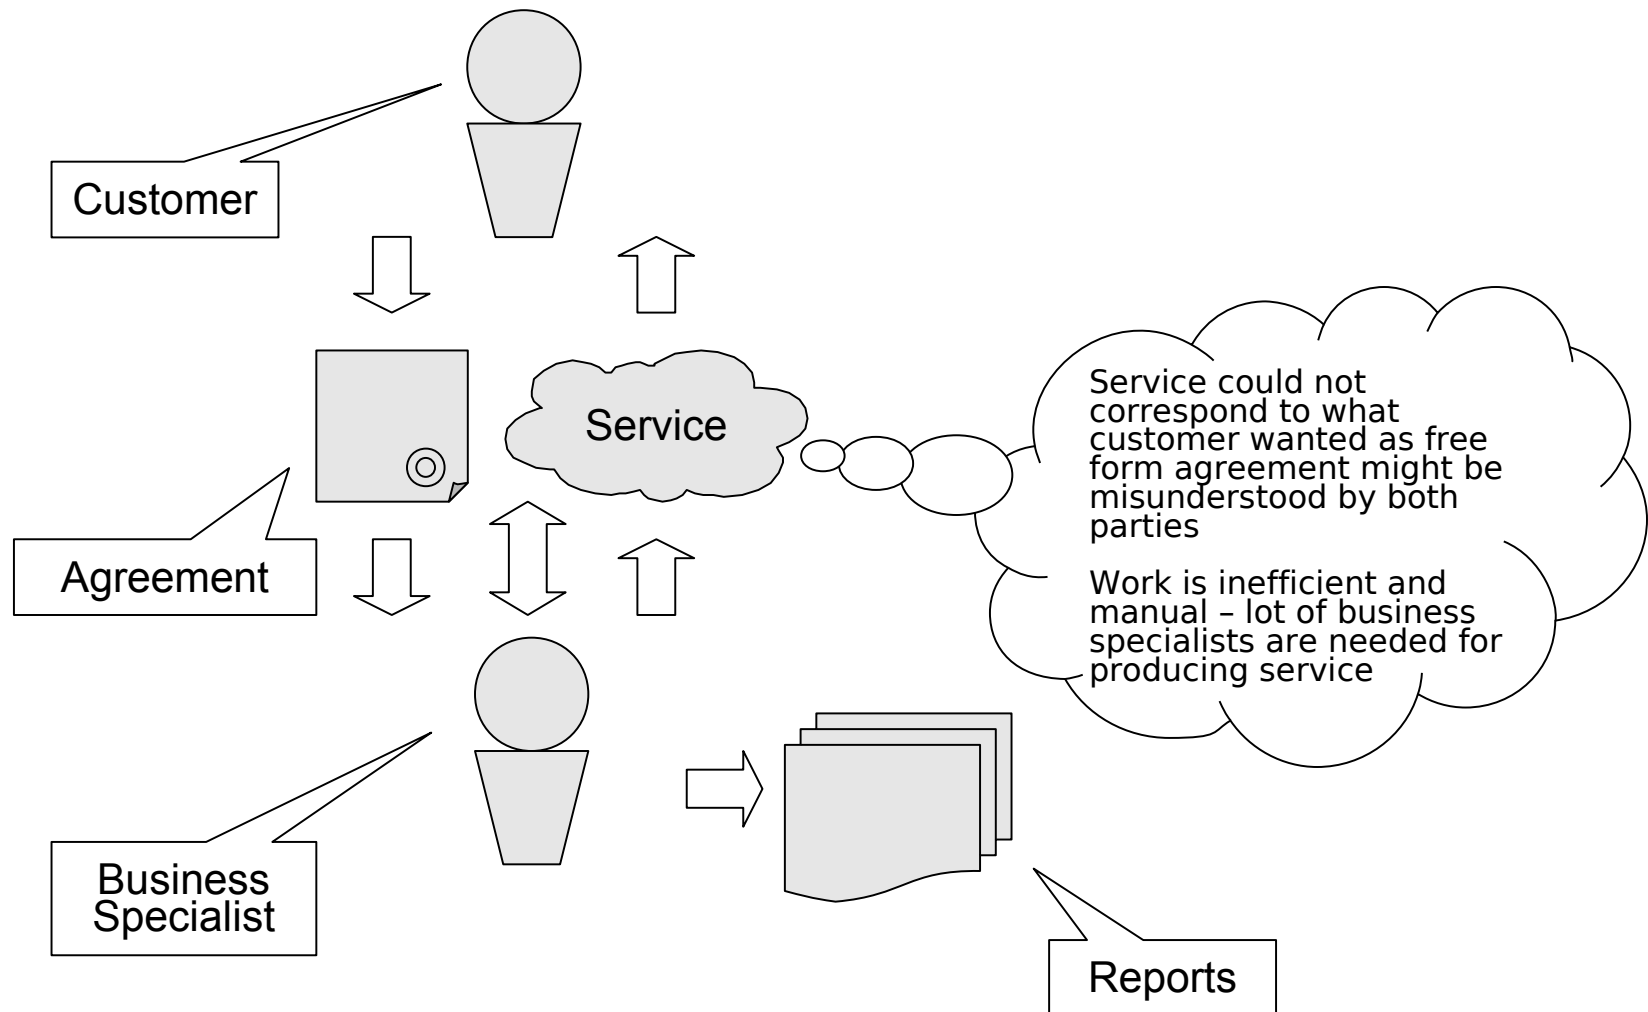 Customer
Service
Service could not
correspond to what
customer wanted as free
form agreement might be
misunderstood by both
parties
Work is inefficient and
manual – lot of business
specialists are needed for
producing service
Agreement
Business
Specialist
Reports